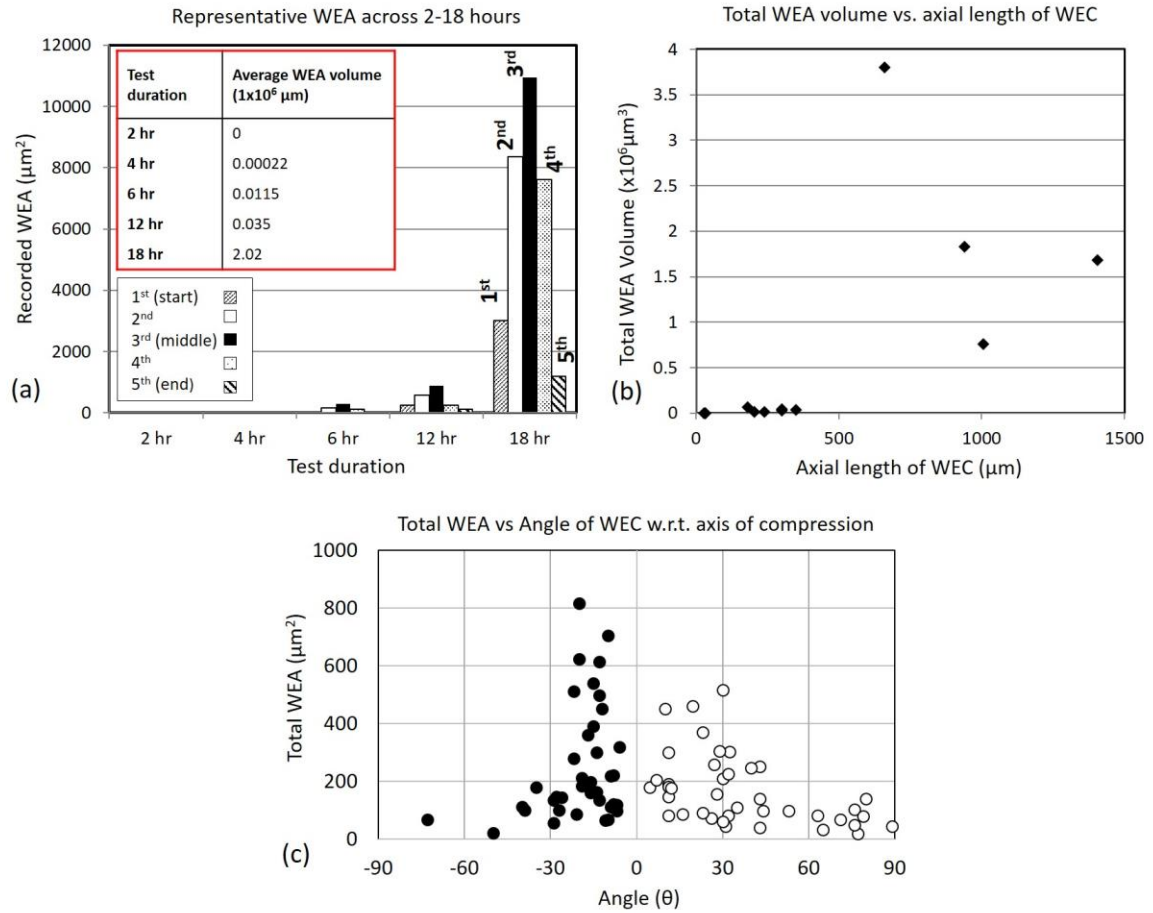 Representative WEA across 2-18 hours
12000
10000
8000
6000
4000
2000
0
Recorded WEA (µm²)
Test duration
Average WEA volume (1x10⁶ µm)
2 hr
0
4 hr
0.00022
6 hr
0.0115
12 hr
0.035
18 hr
2.02
1ˢᵗ (start)
2ⁿᵈ
3ʳᵈ (middle)
4ᵗʰ
5ᵗʰ (end)
1ˢᵗ
2ⁿᵈ
3ʳᵈ
4ᵗʰ
5ᵗʰ
2 hr
4 hr
6 hr
12 hr
18 hr
Test duration
(a)
Total WEA volume vs. axial length of WEC
4
3.5
3
2.5
2
1.5
1
0.5
0
Total WEA Volume (x10⁶µm³)
0
500
1000
1500
Axial length of WEC (µm)
(b)
Total WEA vs Angle of WEC w.r.t. axis of compression
1000
800
600
400
200
0
Total WEA (µm²)
-90
-60
-30
0
30
60
90
Angle (θ)
(c)